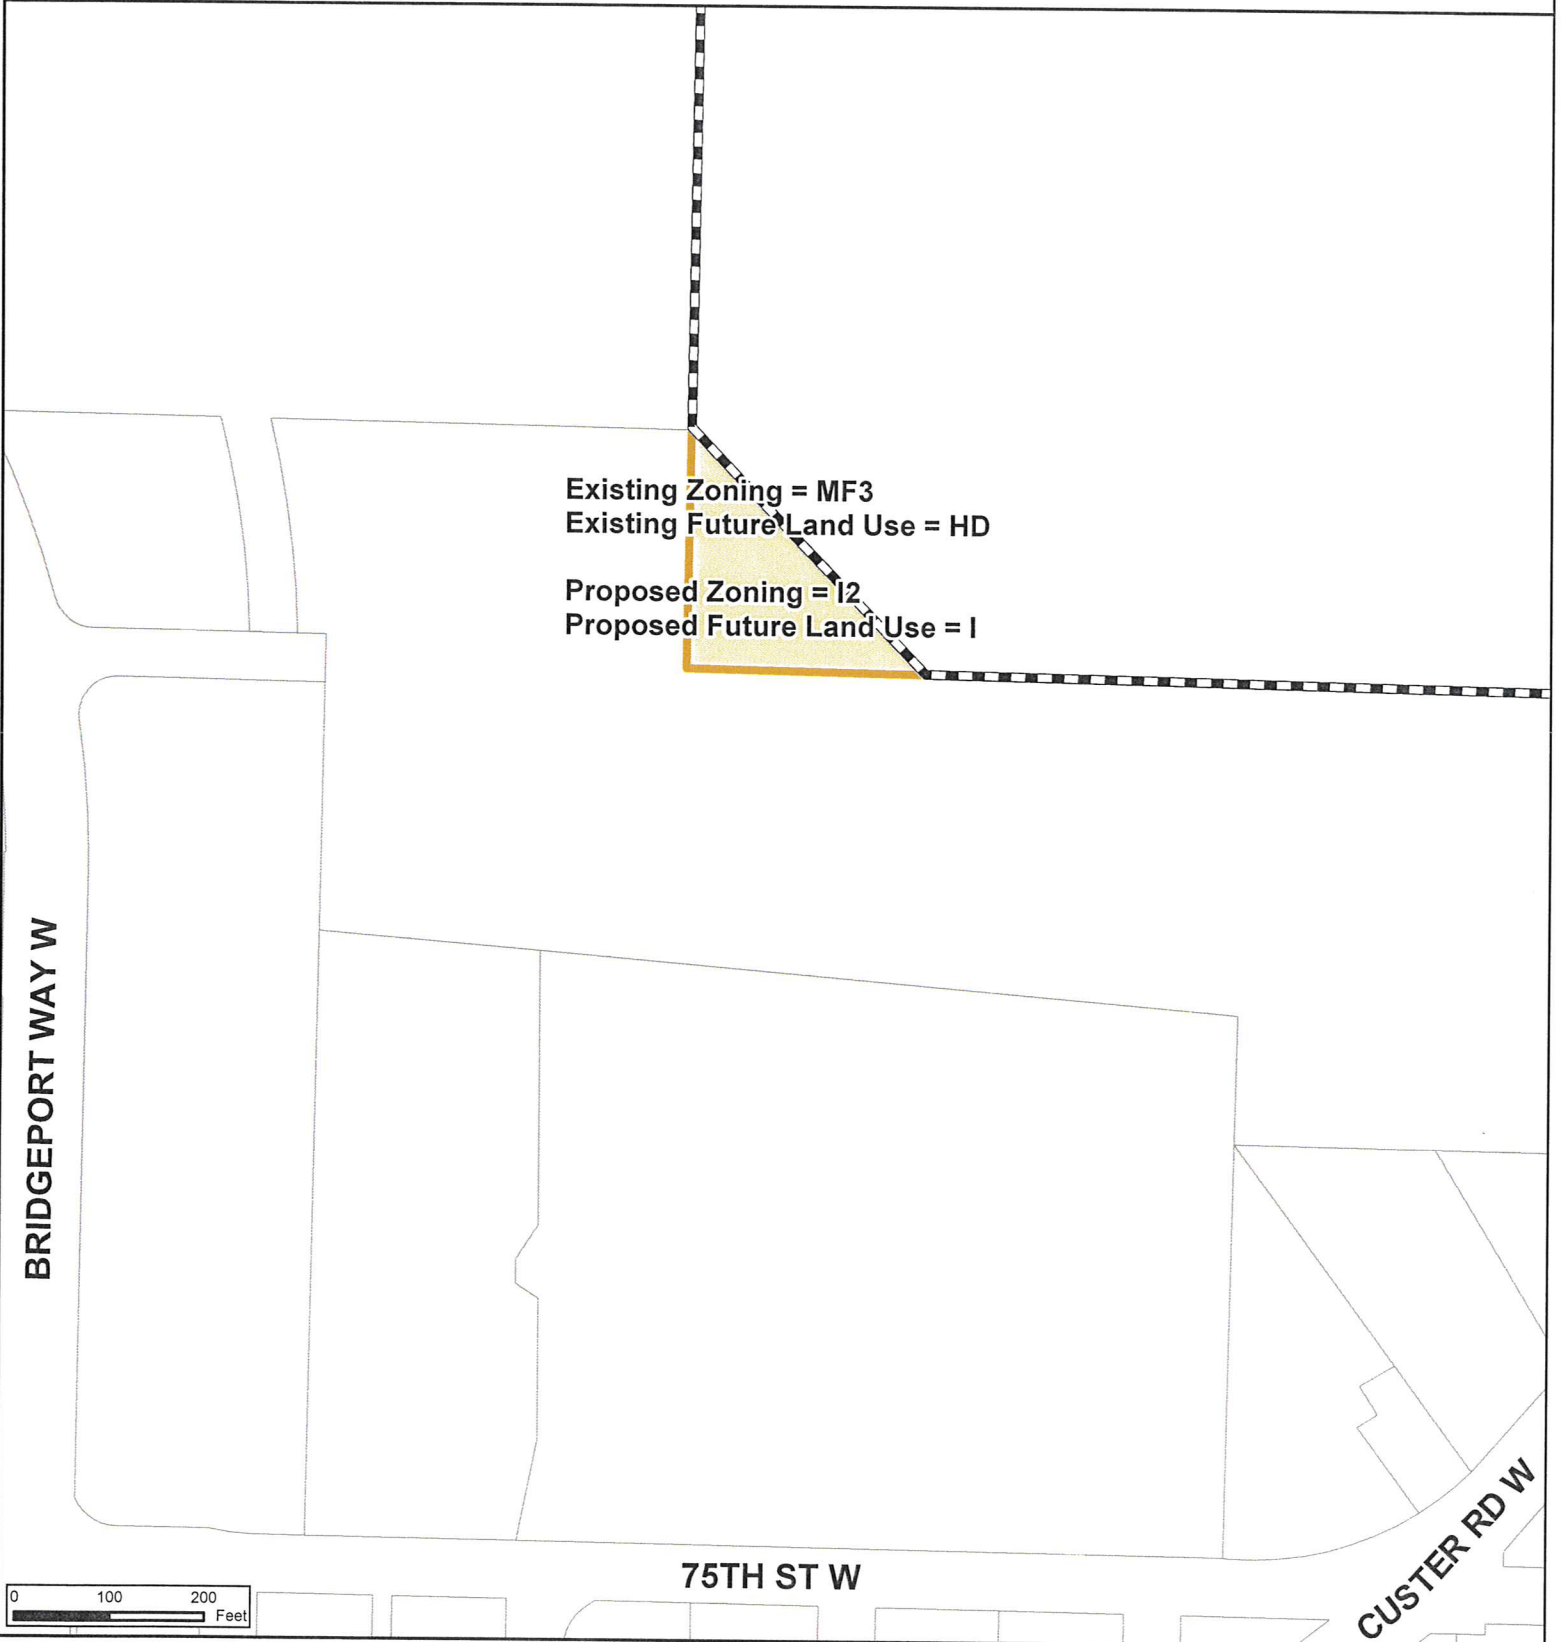 Existing Zoning = MF3
Existing Future Land Use = HD
Proposed Zoning = I2
Proposed Future Land Use = I
BRIDGEPORT WAY W
75TH ST W
CUSTER RD W
0 100 200
Feet